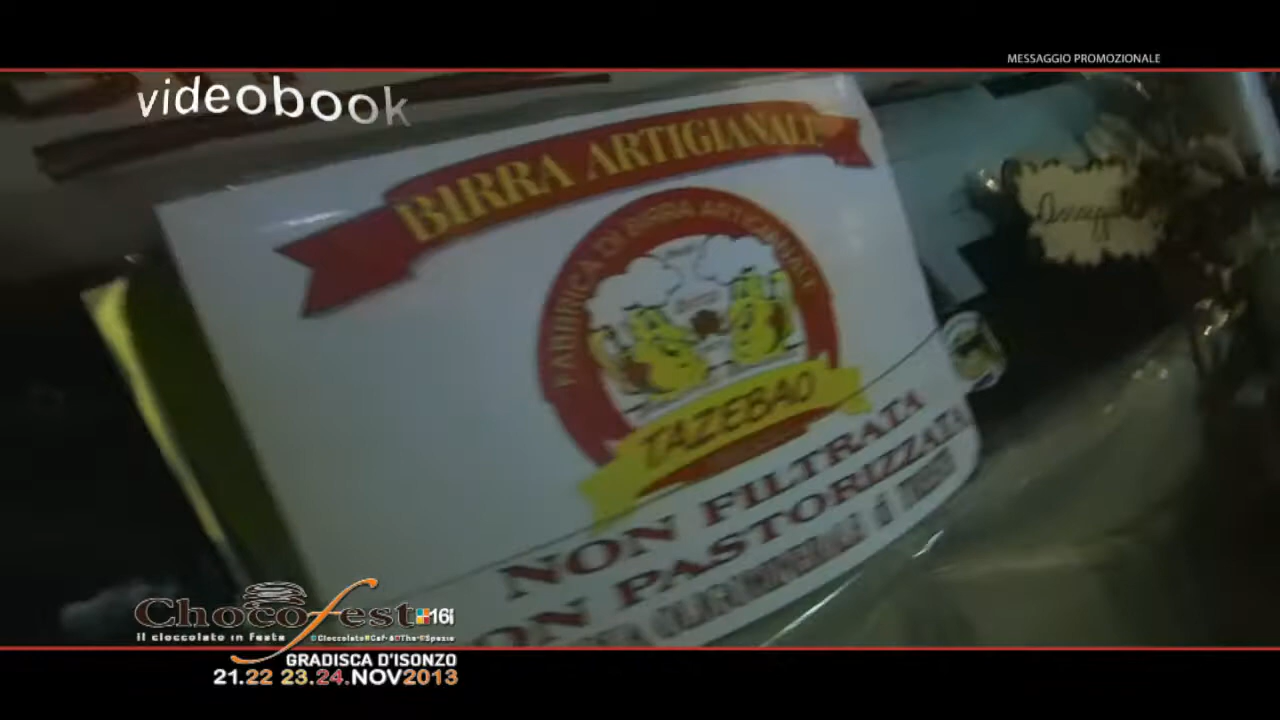 MESSAGGIO PROMOZIONALE
videobook
BIRRA ARTIGIANALE
FABBRICA DI BIRRA ARTIGIANALE
TAZEBAO
NON FILTRATA
NON PASTORIZZATA
Chocofest 16i
il cioccolato in festa
GRADISCA D'ISONZO
21.22 23.24.NOV2013